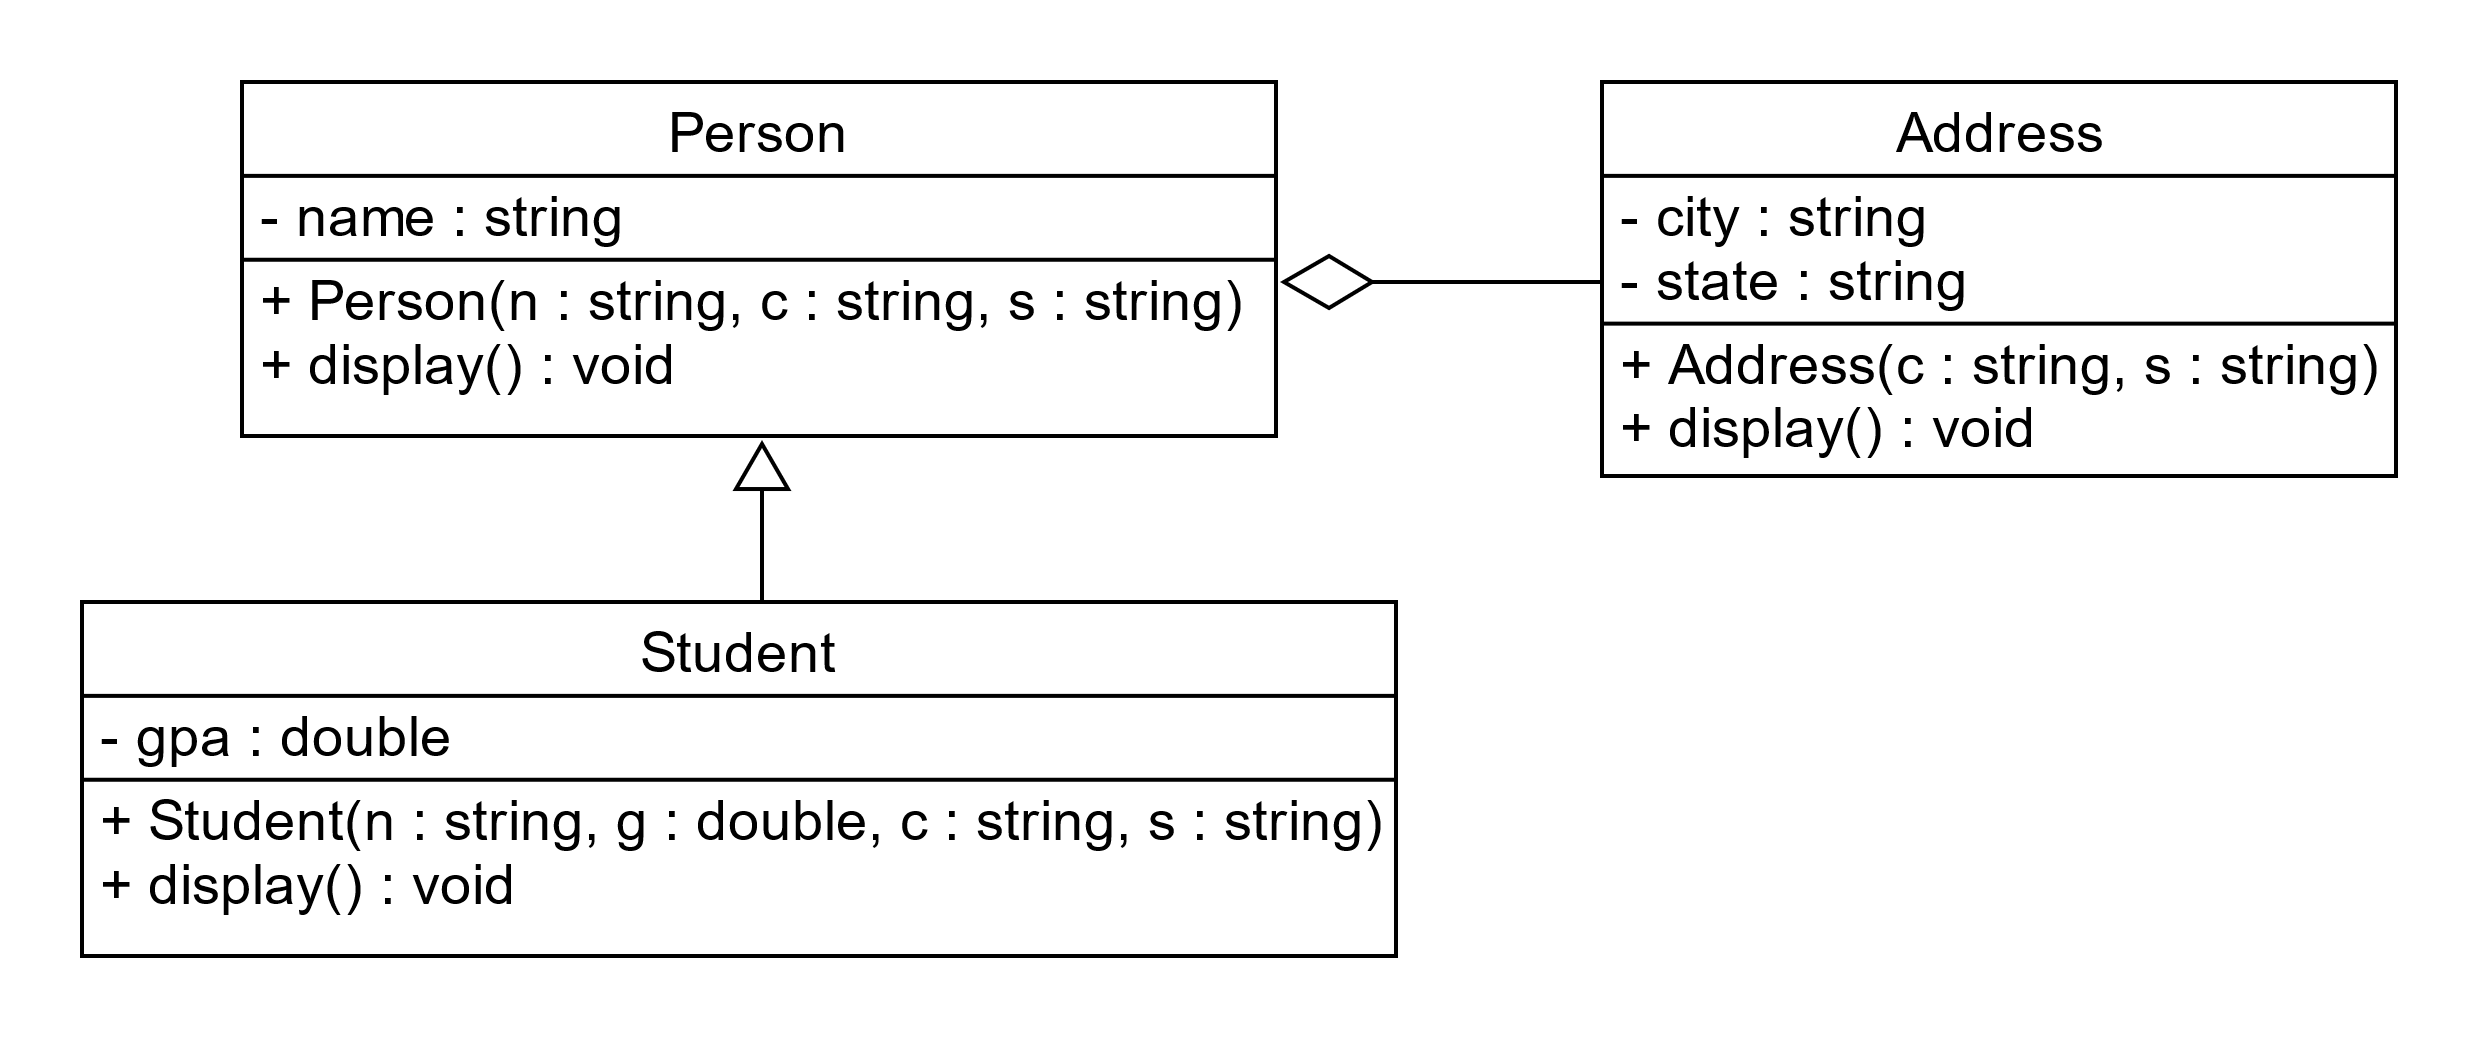 Person
- name : string
+ Person(n : string, c : string, s : string)
+ display() : void
Address
- city : string
- state : string
+ Address(c : string, s : string)
+ display() : void
Student
- gpa : double
+ Student(n : string, g : double, c : string, s : string)
+ display() : void